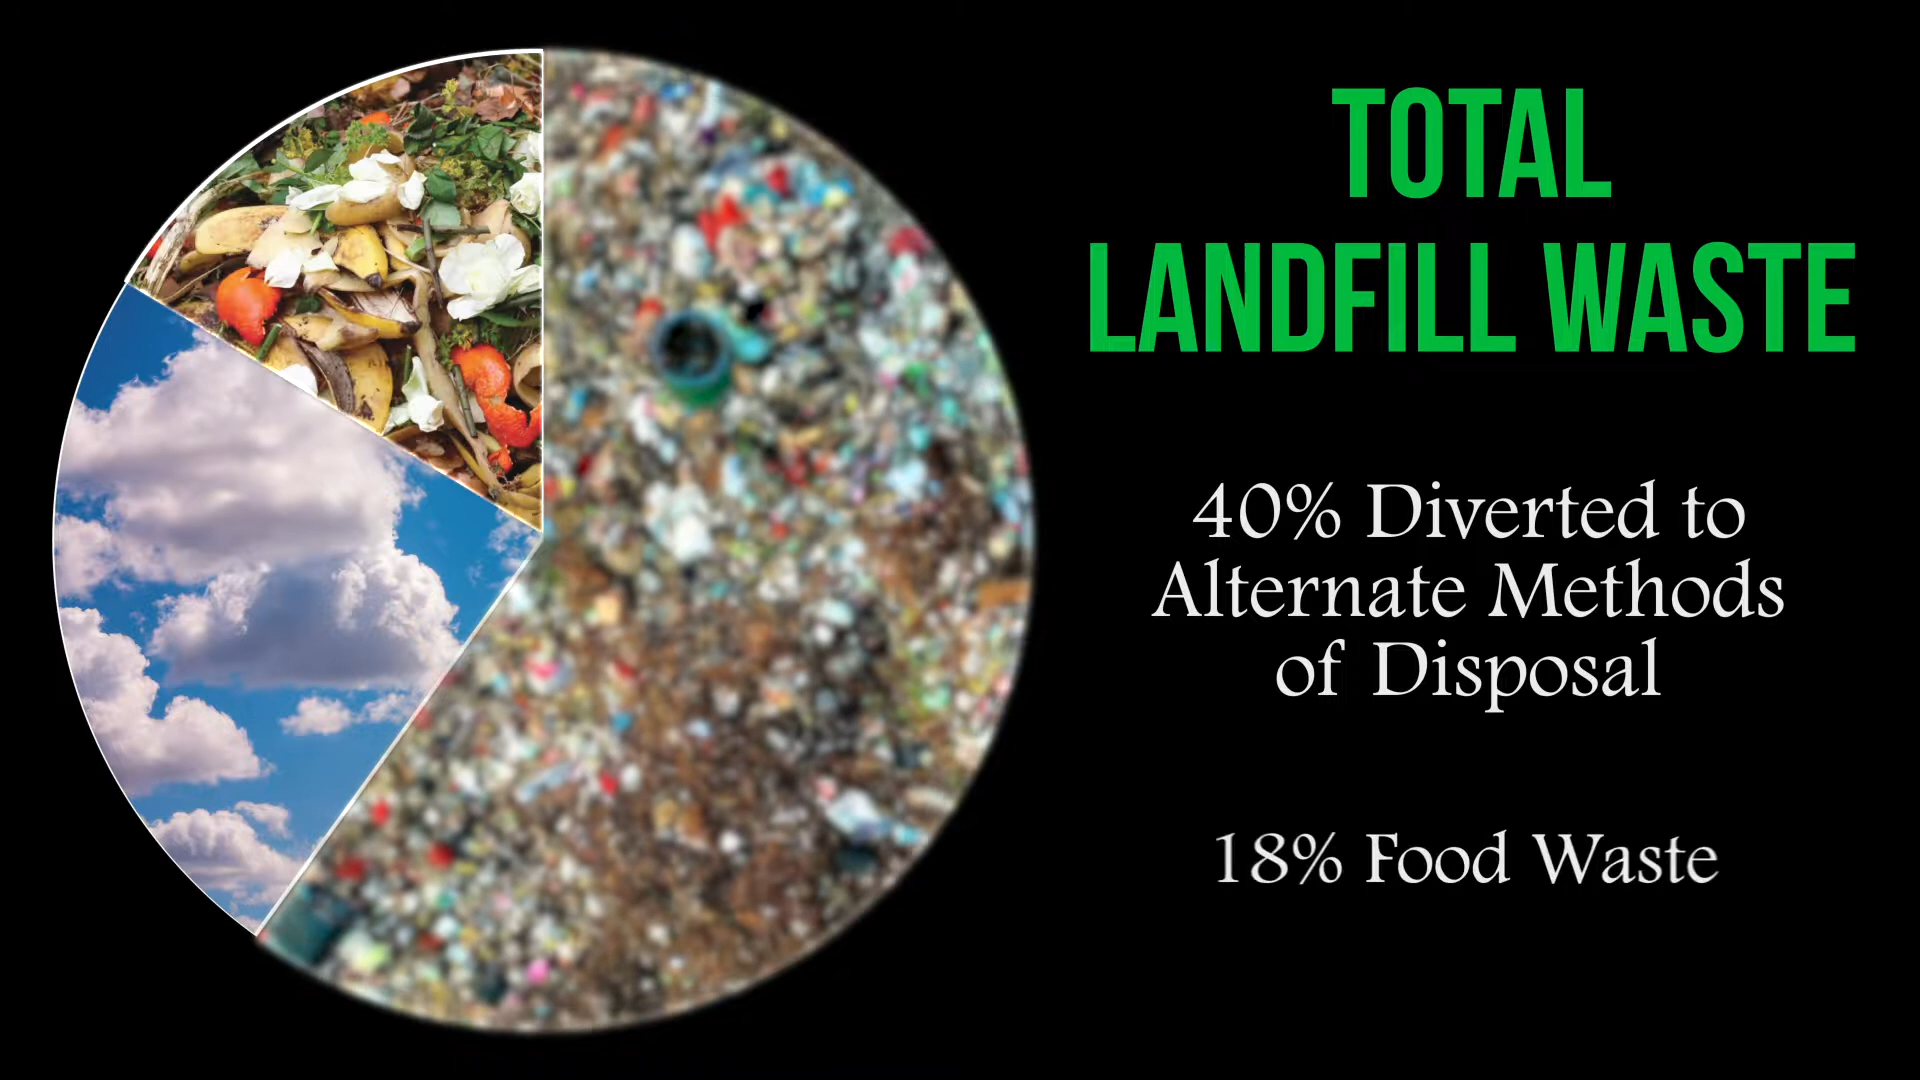 TOTAL
LANDFILL WASTE
40% Diverted to
Alternate Methods
of Disposal
18% Food Waste